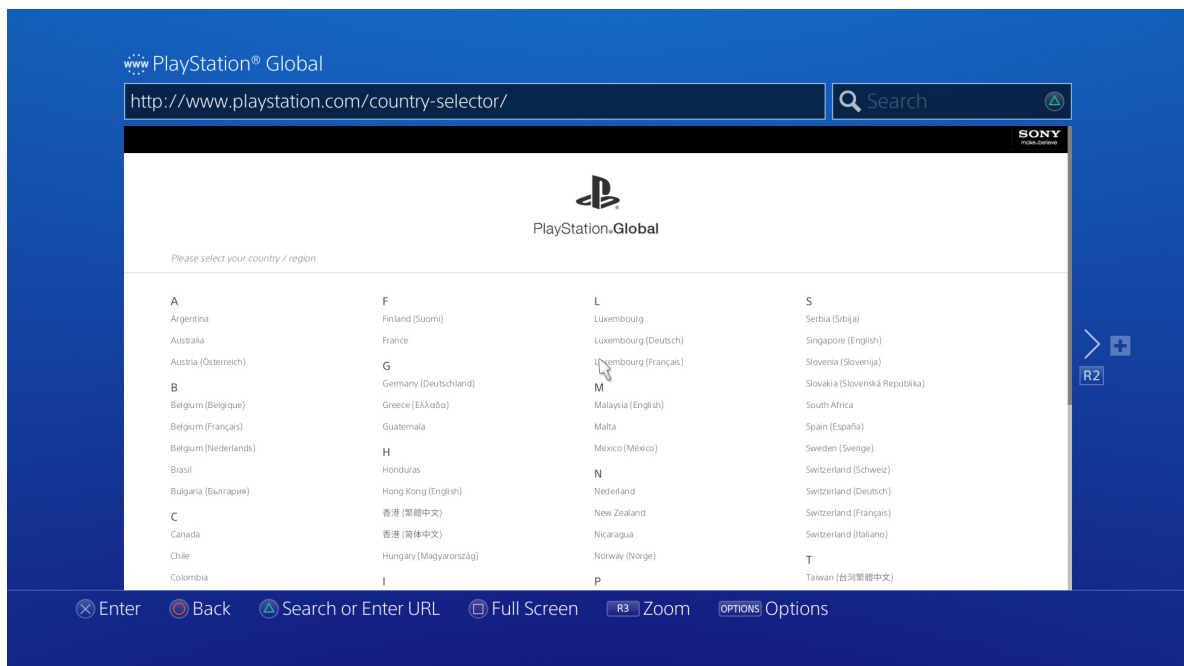 www PlayStation® Global
http://www.playstation.com/country-selector/
Search
SONY
make.believe
PlayStation®Global
Please select your country / region
A
Argentina
Australia
Austria (Österreich)
B
Belgium (Belgique)
Belgium (Français)
Belgium (Nederlands)
Brasil
Bulgaria (България)
C
Canada
Chile
Colombia
F
Finland (Suomi)
France
G
Germany (Deutschland)
Greece (Ελλαδα)
Guatemala
H
Honduras
Hong Kong (English)
香港 (繁體中文)
香港 (简体中文)
Hungary (Magyarország)
I
L
Luxembourg
Luxembourg (Deutsch)
Luxembourg (Français)
M
Malaysia (English)
Malta
Mexico (México)
N
Nederland
New Zealand
Nicaragua
Norway (Norge)
P
S
Serbia (Srbija)
Singapore (English)
Slovenia (Slovenija)
Slovakia (Slovenská Republika)
South Africa
Spain (España)
Sweden (Sverige)
Switzerland (Schweiz)
Switzerland (Deutsch)
Switzerland (Français)
Switzerland (Italiano)
T
Taiwan (台灣繁體中文)
R2
Enter Back Search or Enter URL Full Screen R3 Zoom OPTIONS Options